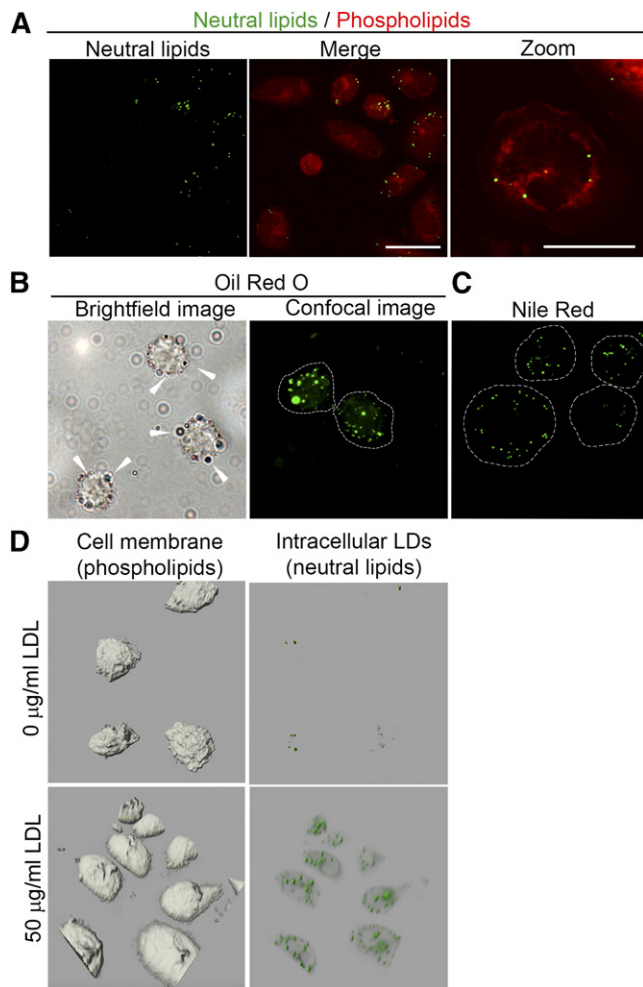 A
Neutral lipids / Phospholipids
Neutral lipids
Merge
Zoom
B
Oil Red O
Brightfield image
Confocal image
C
Nile Red
D
Cell membrane
(phospholipids)
Intracellular LDs
(neutral lipids)
0 μg/ml LDL
50 μg/ml LDL